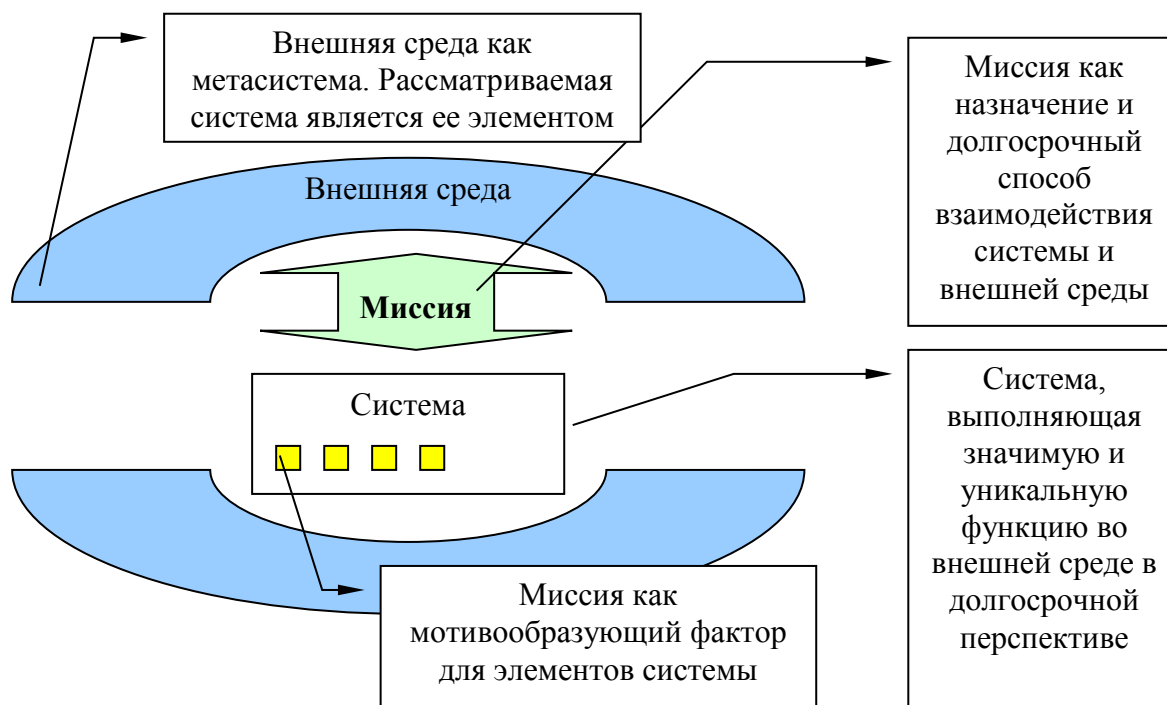 Внешняя среда как
метасистема. Рассматриваемая
система является ее элементом
Миссия как
назначение и
долгосрочный
способ
взаимодействия
системы и
внешней среды
Внешняя среда
Миссия
Система
Система,
выполняющая
значимую и
уникальную
функцию во
внешней среде в
долгосрочной
перспективе
Миссия как
мотивообразующий фактор
для элементов системы